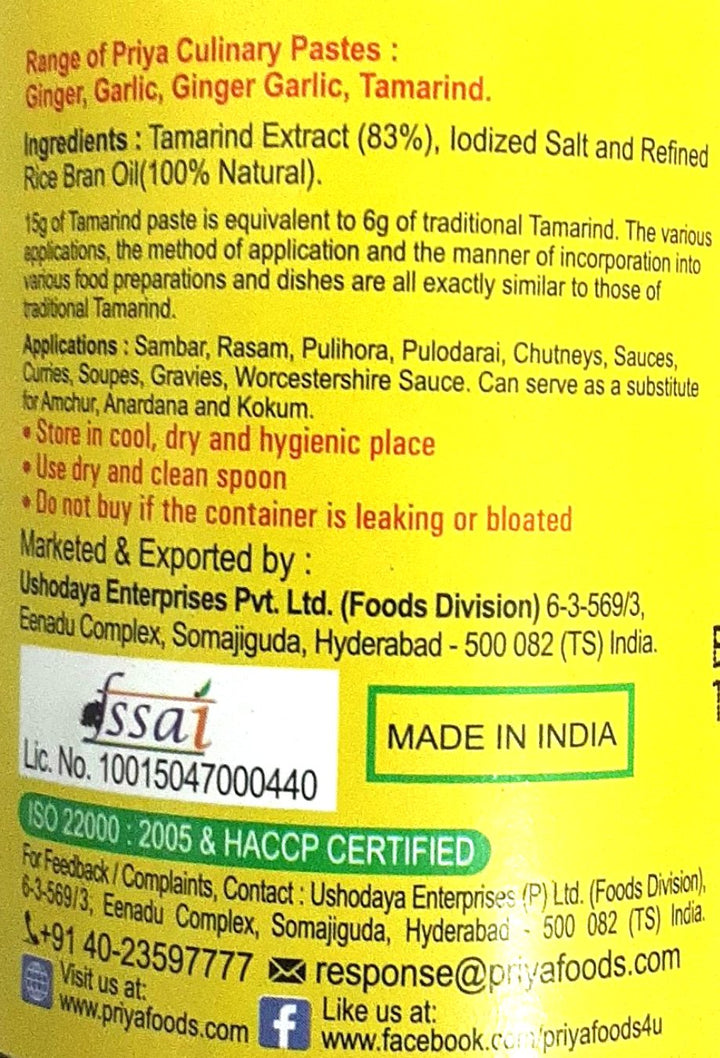 Range of Priya Culinary Pastes :
Ginger, Garlic, Ginger Garlic, Tamarind.
Ingredients : Tamarind Extract (83%), Iodized Salt and Refined
Rice Bran Oil(100% Natural).
15g of Tamarind paste is equivalent to 6g of traditional Tamarind. The various
applications, the method of application and the manner of incorporation into
various food preparations and dishes are all exactly similar to those of
traditional Tamarind.
Applications : Sambar, Rasam, Pulihora, Pulodarai, Chutneys, Sauces,
Curries, Soupes, Gravies, Worcestershire Sauce. Can serve as a substitute
for Amchur, Anardana and Kokum.
• Store in cool, dry and hygienic place
• Use dry and clean spoon
• Do not buy if the container is leaking or bloated
Marketed & Exported by :
Ushodaya Enterprises Pvt. Ltd. (Foods Division) 6-3-569/3,
Eenadu Complex, Somajiguda, Hyderabad - 500 082 (TS) India.
fssai
Lic. No. 10015047000440
MADE IN INDIA
ISO 22000 : 2005 & HACCP CERTIFIED
For Feedback / Complaints, Contact : Ushodaya Enterprises (P) Ltd. (Foods Division),
6-3-569/3, Eenadu Complex, Somajiguda, Hyderabad - 500 082 (TS) India.
+91 40-23597777 response@priyafoods.com
Visit us at:
www.priyafoods.com
f
Like us at:
www.facebook.com/priyafoods4u